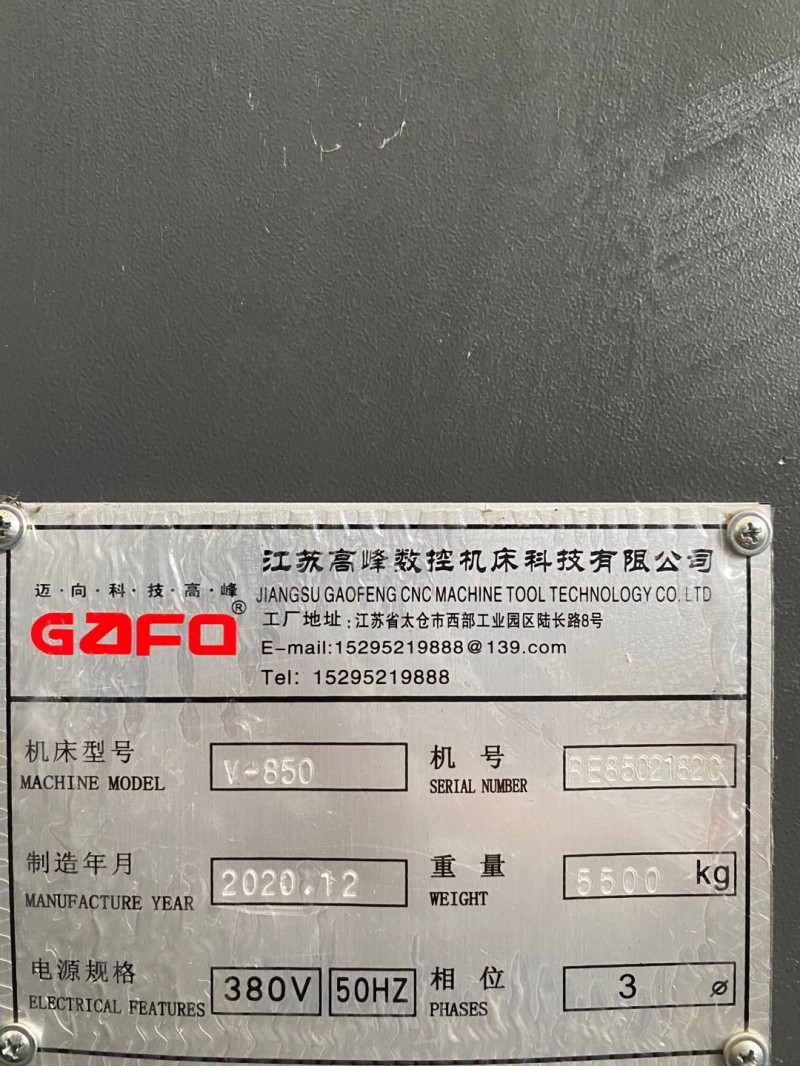 江苏高峰数控机床科技有限公司
迈·向·科·技·高·峰
JIANGSU GAOFENG CNC MACHINE TOOL TECHNOLOGY CO. LTD
GAFO®
工厂地址:江苏省太仓市西部工业园区陆长路8号
E-mail:15295219888@139.com
Tel: 15295219888
机床型号 V-850 机 号
MACHINE MODEL SERIAL NUMBER
制造年月 2020.12 重 量 5500 kg
MANUFACTURE YEAR WEIGHT
电源规格 380V 50HZ 相 位 3 ø
ELECTRICAL FEATURES PHASES